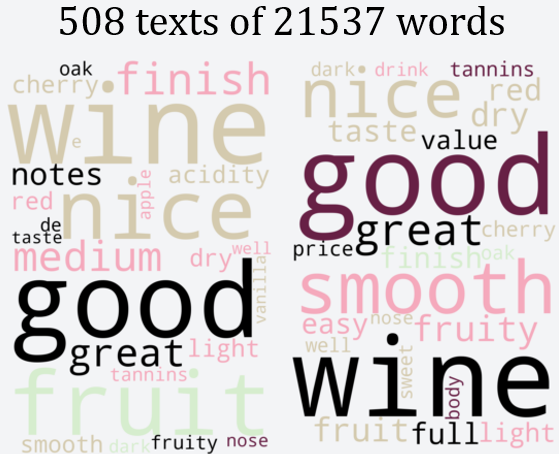 508 texts of 21537 words
oak
cherry finish
wine
e
notes acidity
red nice apple
de
taste
medium dry well
good vanilla
great light
tannins
fruit
smooth dark fruity nose
dark drink tannins
nice red
taste dry
value
good
great cherry
price finish oak
smooth
easy nose fruity
well
wine sweet
body
fruit full light